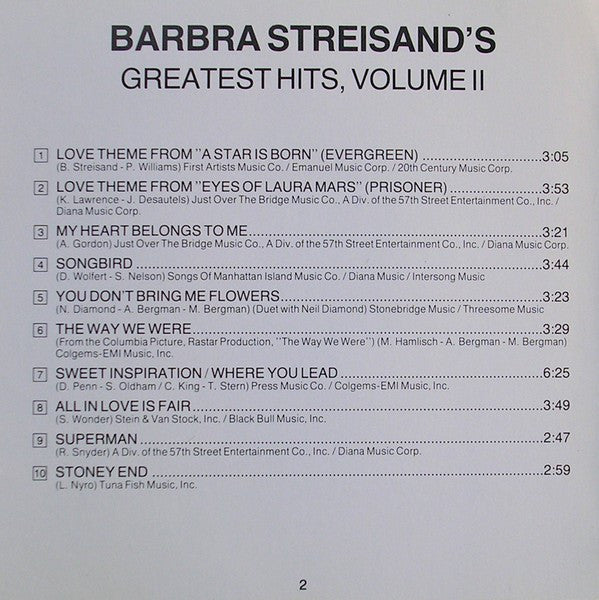 BARBRA STREISAND'S
GREATEST HITS, VOLUME II
1 LOVE THEME FROM "A STAR IS BORN" (EVERGREEN) ........................3:05
(B. Streisand - P. Williams) First Artists Music Co. / Emanuel Music Corp. / 20th Century Music Corp.
2 LOVE THEME FROM "EYES OF LAURA MARS" (PRISONER) ...................3:53
(K. Lawrence - J. Desautels) Just Over The Bridge Music Co., A Div. of the 57th Street Entertainment Co., Inc. /
Diana Music Corp.
3 MY HEART BELONGS TO ME............................................................3:21
(A. Gordon) Just Over The Bridge Music Co., A Div. of the 57th Street Entertainment Co., Inc. / Diana Music Corp.
4 SONGBIRD ....................................................................................3:44
(D. Wolfert - S. Nelson) Songs Of Manhattan Island Music Co. / Diana Music / Intersong Music
5 YOU DON'T BRING ME FLOWERS......................................................3:23
(N. Diamond - A. Bergman - M. Bergman) (Duet with Neil Diamond) Stonebridge Music / Threesome Music
6 THE WAY WE WERE.......................................................................3:29
(From the Columbia Picture, Rastar Production, "The Way We Were") (M. Hamlisch - A. Bergman - M. Bergman)
Colgems-EMI Music, Inc.
7 SWEET INSPIRATION / WHERE YOU LEAD............................................6:25
(D. Penn - S. Oldham / C. King - T. Stern) Press Music Co. / Colgems-EMI Music, Inc.
8 ALL IN LOVE IS FAIR......................................................................3:49
(S. Wonder) Stein & Van Stock, Inc. / Black Bull Music, Inc.
9 SUPERMAN...................................................................................2:47
(R. Snyder) A Div. of the 57th Street Entertainment Co., Inc. / Diana Music Corp.
10 STONEY END................................................................................2:59
(L. Nyro) Tuna Fish Music, Inc.
2